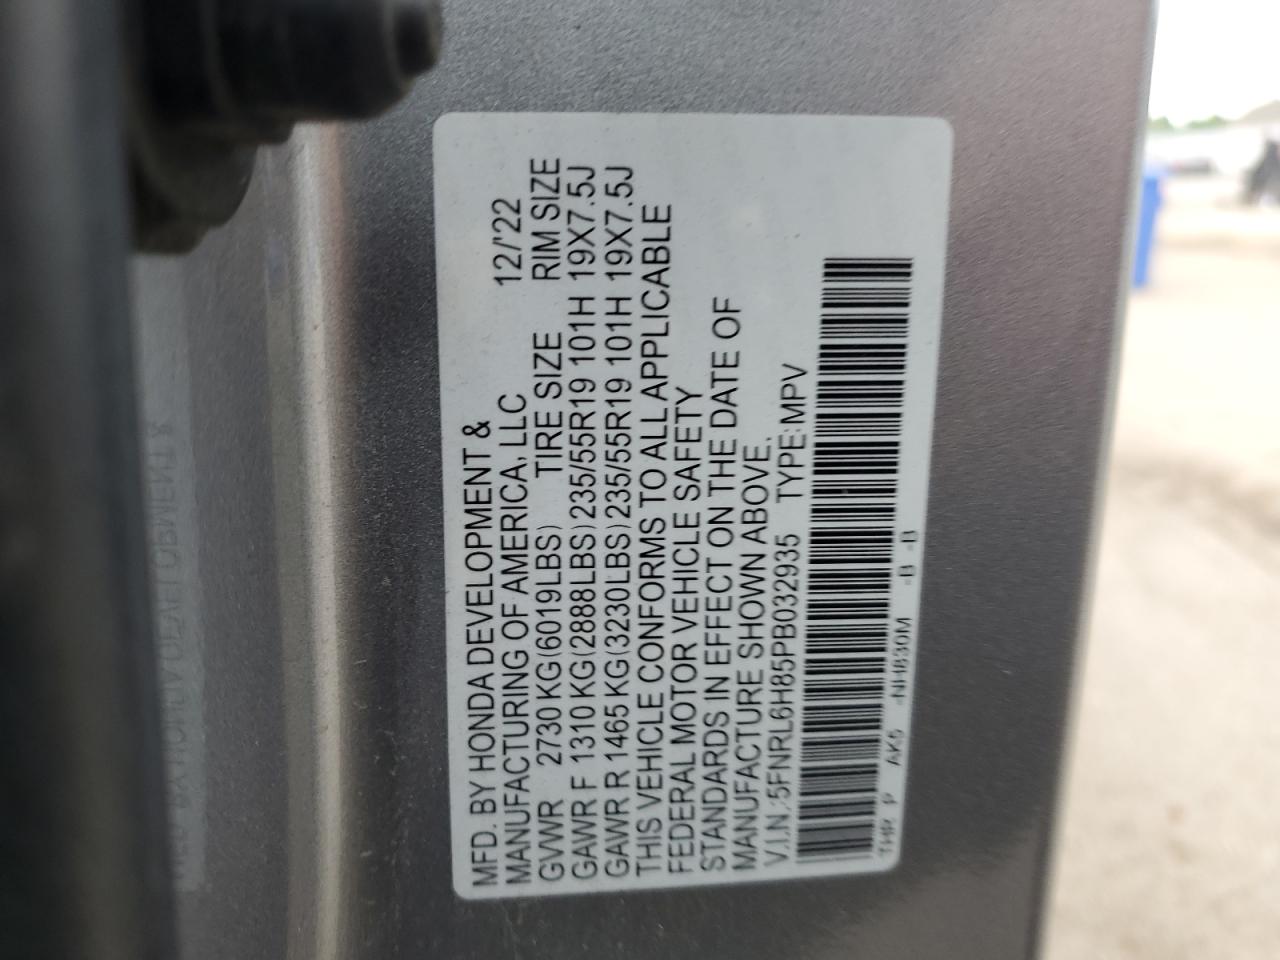 MFD. BY HONDA DEVELOPMENT &
MANUFACTURING OF AMERICA, LLC 12/'22
GVWR 2730 KG(6019LBS) TIRE SIZE RIM SIZE
GAWR F 1310 KG(2888LBS)235/55R19 101H 19X7.5J
GAWR R 1465 KG(3230LBS)235/55R19 101H 19X7.5J
THIS VEHICLE CONFORMS TO ALL APPLICABLE
FEDERAL MOTOR VEHICLE SAFETY
STANDARDS IN EFFECT ON THE DATE OF
MANUFACTURE SHOWN ABOVE.
V.I.N.:5FNRL6H85PB032935 TYPE:MPV
THR P AK5 -NH830M -B -B